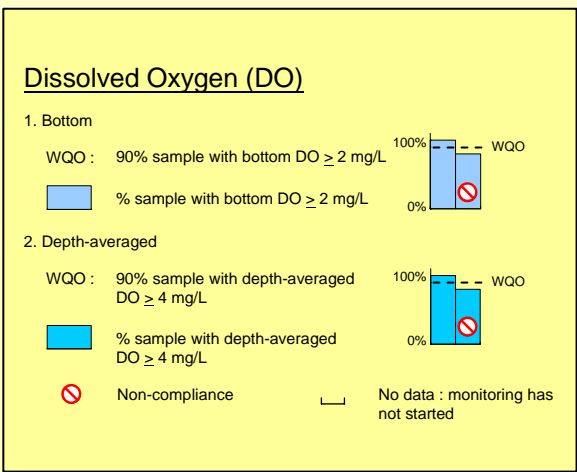 Dissolved Oxygen (DO)
1. Bottom
WQO : 90% sample with bottom DO ≥ 2 mg/L
% sample with bottom DO ≥ 2 mg/L
100%
WQO
0%
2. Depth-averaged
WQO : 90% sample with depth-averaged
DO ≥ 4 mg/L
% sample with depth-averaged
DO ≥ 4 mg/L
100%
WQO
0%
Non-compliance
No data : monitoring has
not started